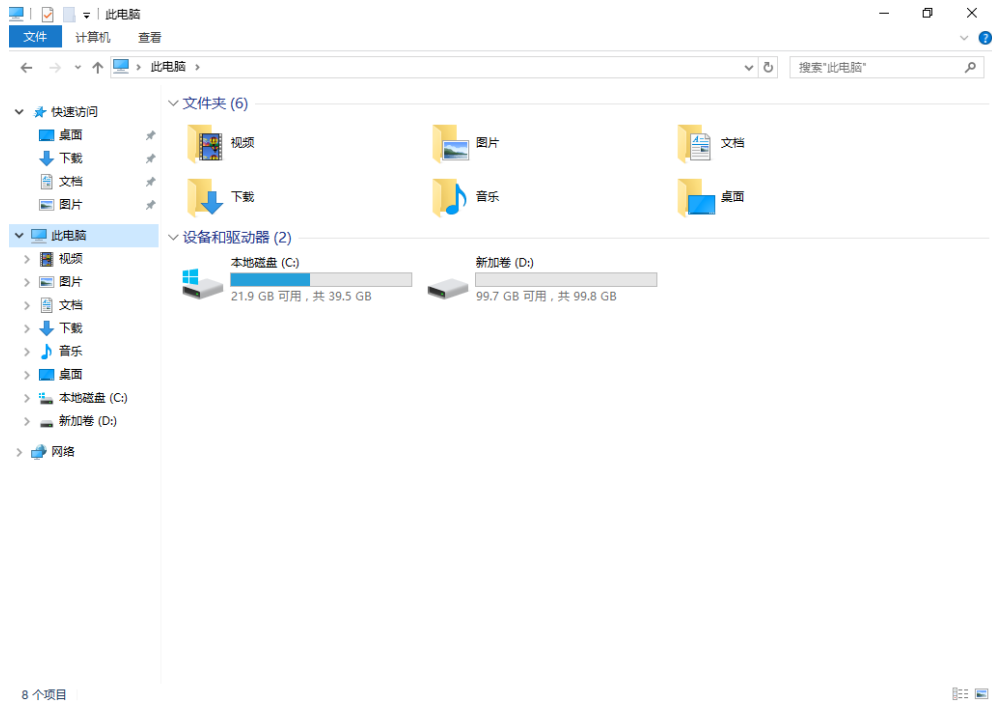 此电脑
文件 计算机 查看
此电脑
搜索"此电脑"
快速访问
桌面
下载
文档
图片
此电脑
视频
图片
文档
下载
音乐
桌面
本地磁盘 (C:)
新加卷 (D:)
网络
文件夹 (6)
视频 图片 文档
下载 音乐 桌面
设备和驱动器 (2)
本地磁盘 (C:)
21.9 GB 可用，共 39.5 GB
新加卷 (D:)
99.7 GB 可用，共 99.8 GB
8 个项目